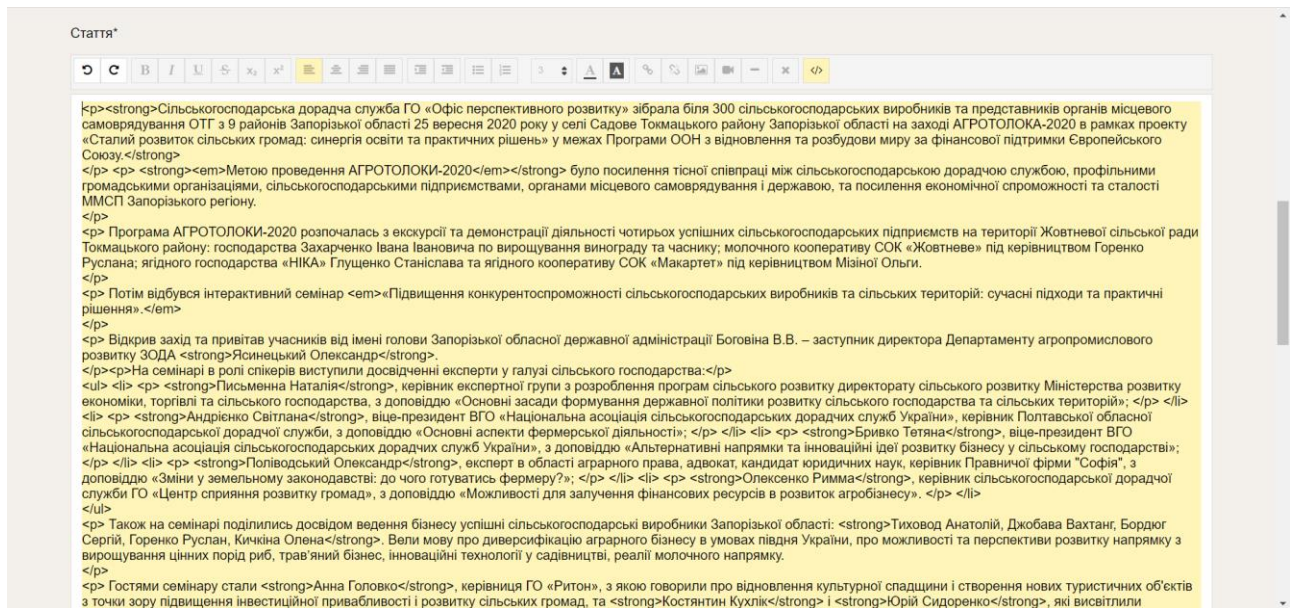 Стаття*
B I U S x₂ x² 3 A A </>
<p><strong>Сільськогосподарська дорадча служба ГО «Офіс перспективного розвитку» зібрала біля 300 сільськогосподарських виробників та представників органів місцевого
самоврядування ОТГ з 9 районів Запорізької області 25 вересня 2020 року у селі Садове Токмацького району Запорізької області на заході АГРОТОЛОКА-2020 в рамках проекту
«Сталий розвиток сільських громад: синергія освіти та практичних рішень» у межах Програми ООН з відновлення та розбудови миру за фінансової підтримки Європейського
Союзу.</strong>
</p> <p> <strong><em>Метою проведення АГРОТОЛОКИ-2020</em></strong> було посилення тісної співпраці між сільськогосподарською дорадчою службою, профільними
громадськими організаціями, сільськогосподарськими підприємствами, органами місцевого самоврядування і державою, та посилення економічної спроможності та сталості
ММСП Запорізького регіону.
</p>
<p> Програма АГРОТОЛОКИ-2020 розпочалась з екскурсії та демонстрації діяльності чотирьох успішних сільськогосподарських підприємств на території Жовтневої сільської ради
Токмацького району: господарства Захарченко Івана Івановича по вирощування винограду та часнику; молочного кооперативу СОК «Жовтневе» під керівництвом Горенко
Руслана; ягідного господарства «НІКА» Глущенко Станіслава та ягідного кооперативу СОК «Макартет» під керівництвом Мізіної Ольги.
</p>
<p> Потім відбувся інтерактивний семінар <em>«Підвищення конкурентоспроможності сільськогосподарських виробників та сільських територій: сучасні підходи та практичні
рішення».</em>
</p>
<p> Відкрив захід та привітав учасників від імені голови Запорізької обласної державної адміністрації Боговіна В.В. – заступник директора Департаменту агропромислового
розвитку ЗОДА <strong>Ясинецький Олександр</strong>.
</p><p>На семінарі в ролі спікерів виступили досвідченні експерти у галузі сільського господарства:</p>
<ul> <li> <p> <strong>Письменна Наталія</strong>, керівник експертної групи з розроблення програм сільського розвитку директорату сільського розвитку Міністерства розвитку
економіки, торгівлі та сільського господарства, з доповіддю «Основні засади формування державної політики розвитку сільського господарства та сільських територій»; </p> </li>
<li> <p> <strong>Андрієнко Світлана</strong>, віце-президент ВГО «Національна асоціація сільськогосподарських дорадчих служб України», керівник Полтавської обласної
сільськогосподарської дорадчої служби, з доповіддю «Основні аспекти фермерської діяльності»; </p> </li> <li> <p> <strong>Бривко Тетяна</strong>, віце-президент ВГО
«Національна асоціація сільськогосподарських дорадчих служб України», з доповіддю «Альтернативні напрямки та інноваційні ідеї розвитку бізнесу у сільському господарстві»;
</p> </li> <li> <p> <strong>Поліводський Олександр</strong>, експерт в області аграрного права, адвокат, кандидат юридичних наук, керівник Правничої фірми "Софія", з
доповіддю «Зміни у земельному законодавстві: до чого готуватись фермеру?»; </p> </li> <li> <p> <strong>Олексенко Римма</strong>, керівник сільськогосподарської дорадчої
служби ГО «Центр сприяння розвитку громад», з доповіддю «Можливості для залучення фінансових ресурсів в розвиток агробізнесу». </p> </li>
</ul>
<p> Також на семінарі поділились досвідом ведення бізнесу успішні сільськогосподарські виробники Запорізької області: <strong>Тиховод Анатолій, Джобава Вахтанг, Бордюг
Сергій, Горенко Руслан, Кичкіна Олена</strong>. Вели мову про диверсифікацію аграрного бізнесу в умовах півдня України, про можливості та перспективи розвитку напрямку з
вирощування цінних порід риб, трав’яний бізнес, інноваційні технології у садівництві, реалії молочного напрямку.
</p>
<p> Гостями семінару стали <strong>Анна Головко</strong>, керівниця ГО «Ритон», з якою говорили про відновлення культурної спадщини і створення нових туристичних об'єктів
з точки зору підвищення інвестиційної привабливості і розвитку сільських громад, та <strong>Костянтин Кухлік</strong> і <strong>Юрій Сидоренко</strong>, які висвітлили